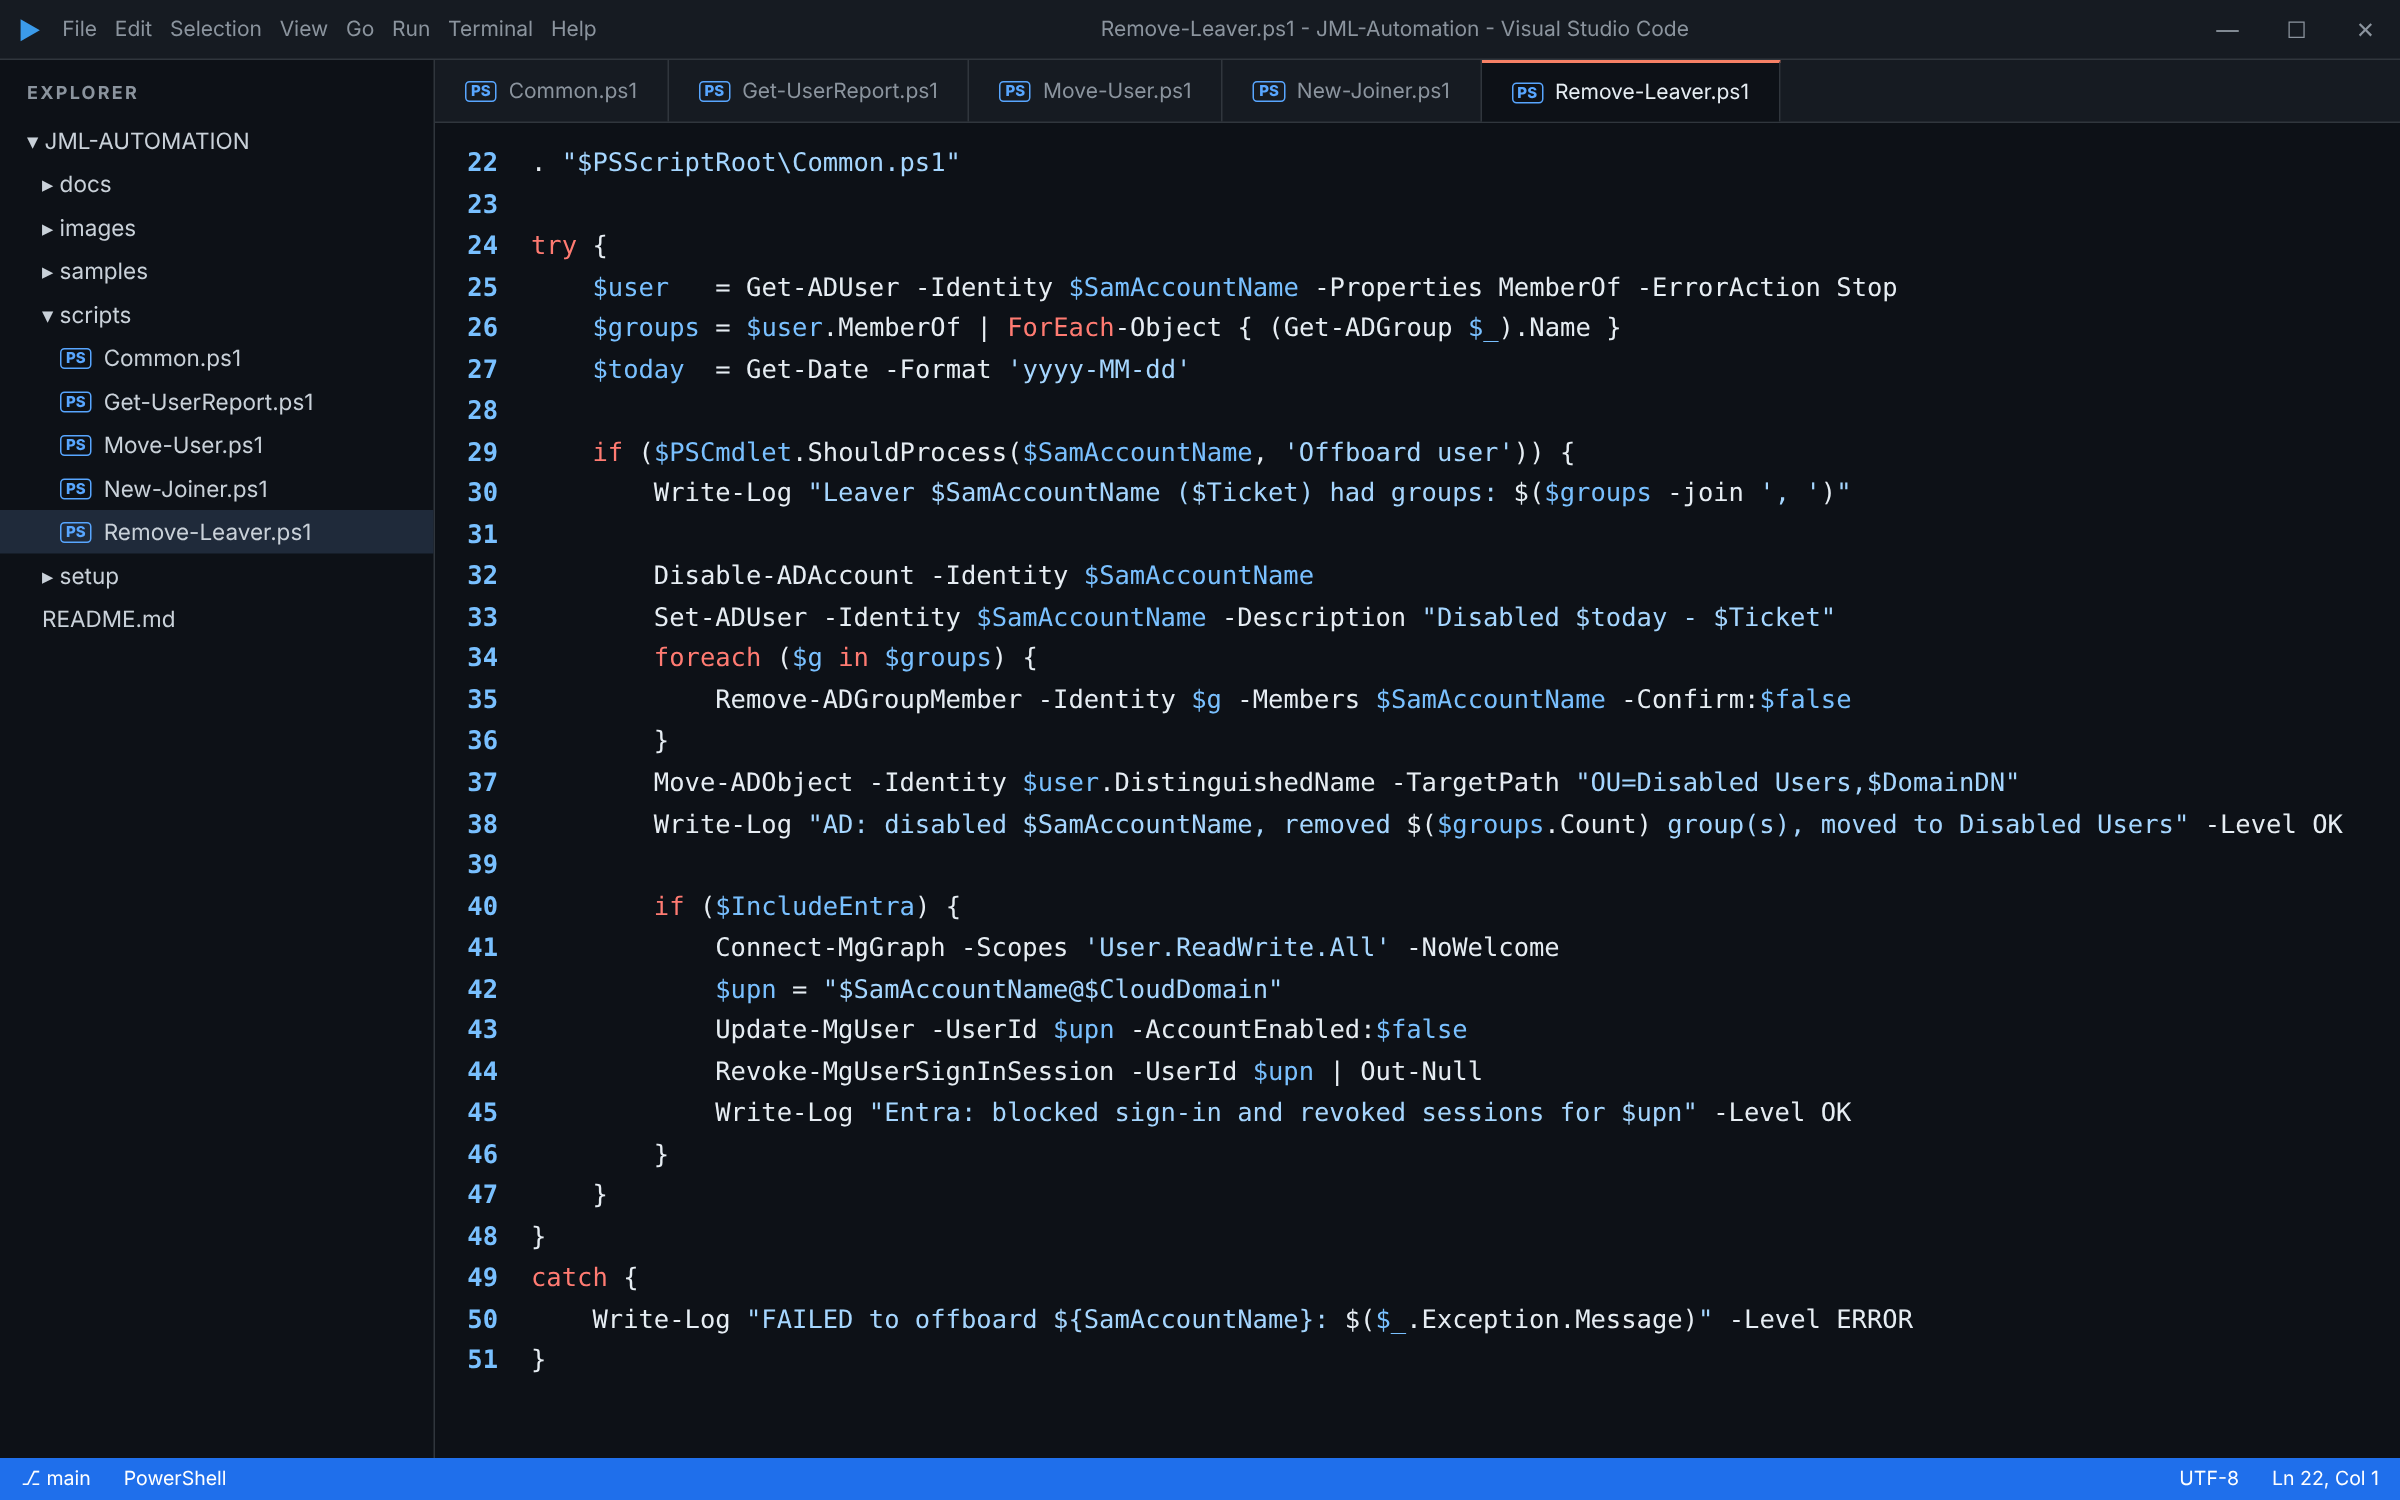 File Edit Selection View Go Run Terminal Help
Remove-Leaver.ps1 - JML-Automation - Visual Studio Code
EXPLORER
▾ JML-AUTOMATION
▸ docs
▸ images
▸ samples
▾ scripts
PS Common.ps1
PS Get-UserReport.ps1
PS Move-User.ps1
PS New-Joiner.ps1
PS Remove-Leaver.ps1
▸ setup
README.md
PS Common.ps1
PS Get-UserReport.ps1
PS Move-User.ps1
PS New-Joiner.ps1
PS Remove-Leaver.ps1
22 . "$PSScriptRoot\Common.ps1"
23
24 try {
25     $user   = Get-ADUser -Identity $SamAccountName -Properties MemberOf -ErrorAction Stop
26     $groups = $user.MemberOf | ForEach-Object { (Get-ADGroup $_).Name }
27     $today  = Get-Date -Format 'yyyy-MM-dd'
28
29     if ($PSCmdlet.ShouldProcess($SamAccountName, 'Offboard user')) {
30         Write-Log "Leaver $SamAccountName ($Ticket) had groups: $($groups -join ', ')"
31
32         Disable-ADAccount -Identity $SamAccountName
33         Set-ADUser -Identity $SamAccountName -Description "Disabled $today - $Ticket"
34         foreach ($g in $groups) {
35             Remove-ADGroupMember -Identity $g -Members $SamAccountName -Confirm:$false
36         }
37         Move-ADObject -Identity $user.DistinguishedName -TargetPath "OU=Disabled Users,$DomainDN"
38         Write-Log "AD: disabled $SamAccountName, removed $($groups.Count) group(s), moved to Disabled Users" -Level OK
39
40         if ($IncludeEntra) {
41             Connect-MgGraph -Scopes 'User.ReadWrite.All' -NoWelcome
42             $upn = "$SamAccountName@$CloudDomain"
43             Update-MgUser -UserId $upn -AccountEnabled:$false
44             Revoke-MgUserSignInSession -UserId $upn | Out-Null
45             Write-Log "Entra: blocked sign-in and revoked sessions for $upn" -Level OK
46         }
47     }
48 }
49 catch {
50     Write-Log "FAILED to offboard ${SamAccountName}: $($_.Exception.Message)" -Level ERROR
51 }
main PowerShell
UTF-8 Ln 22, Col 1